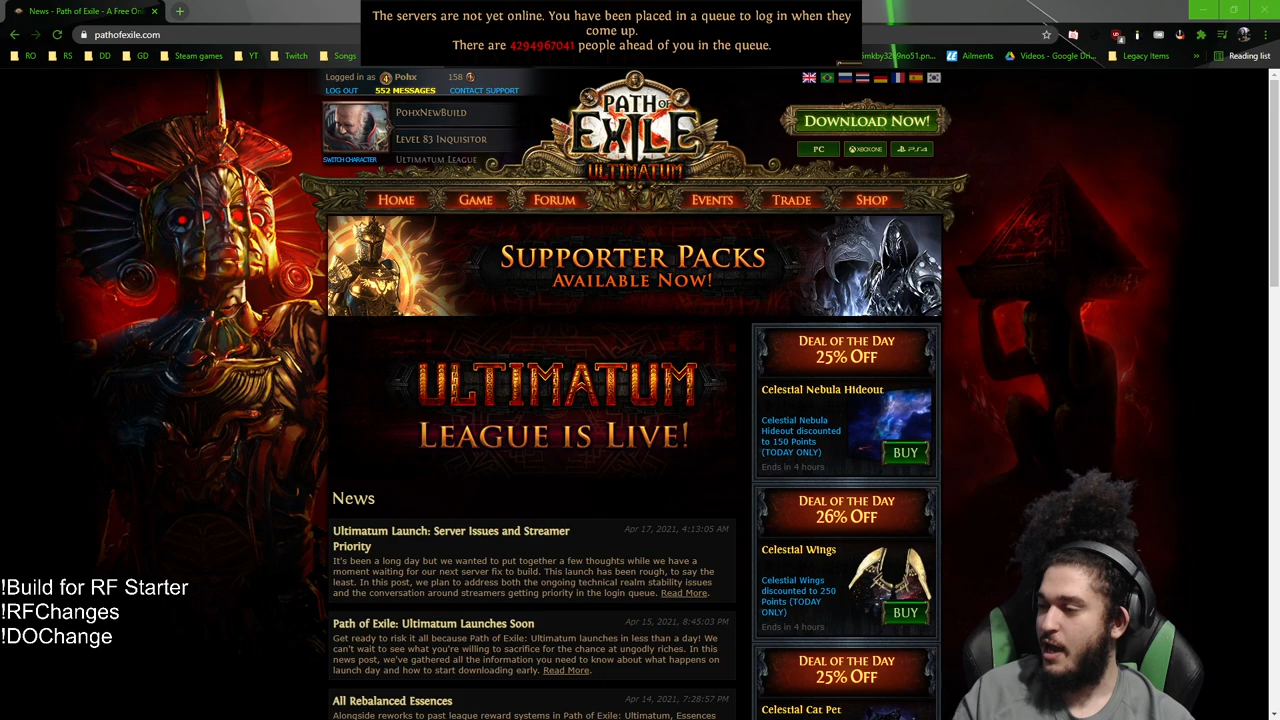 News - Path of Exile - A Free Onl
pathofexile.com
RO
RS
DD
GD
Steam games
YT
Twitch
Songs
Ailments
Videos - Google Dri...
Legacy Items
Reading list
The servers are not yet online. You have been placed in a queue to log in when they
come up.
There are 4294967041 people ahead of you in the queue.
Logged in as Pohx 158
LOG OUT 552 MESSAGES CONTACT SUPPORT
PohxNewBuild
Level 83 Inquisitor
Ultimatum League
SWITCH CHARACTER
PATH OF
EXILE
ULTIMATUM
Download Now!
PC XBOX ONE PS4
Home Game Forum Events Trade Shop
Supporter Packs
Available Now!
ULTIMATUM
League is Live!
News
Ultimatum Launch: Server Issues and Streamer
Priority
Apr 17, 2021, 4:13:05 AM
It's been a long day but we wanted to put together a few thoughts while we have a
moment waiting for our next server fix to build. This launch has been rough, to say the
least. In this post, we plan to address both the ongoing technical realm stability issues
and the conversation around streamers getting priority in the login queue. Read More.
Path of Exile: Ultimatum Launches Soon
Apr 15, 2021, 8:45:03 PM
Get ready to risk it all because Path of Exile: Ultimatum launches in less than a day! We
can't wait to see what you're willing to sacrifice for the chance at ungodly riches. In this
news post, we've gathered all the information you need to know about what happens on
launch day and how to start downloading early. Read More.
All Rebalanced Essences
Apr 14, 2021, 7:28:57 PM
Alongside reworks to past league reward systems in Path of Exile: Ultimatum, Essences
Deal of the Day
25% Off
Celestial Nebula Hideout
Celestial Nebula
Hideout discounted
to 150 Points
(TODAY ONLY)
BUY
Ends in 4 hours
Deal of the Day
26% Off
Celestial Wings
Celestial Wings
discounted to 250
Points (TODAY
ONLY)
BUY
Ends in 4 hours
Deal of the Day
25% Off
Celestial Cat Pet
!Build for RF Starter
!RFChanges
!DOChange